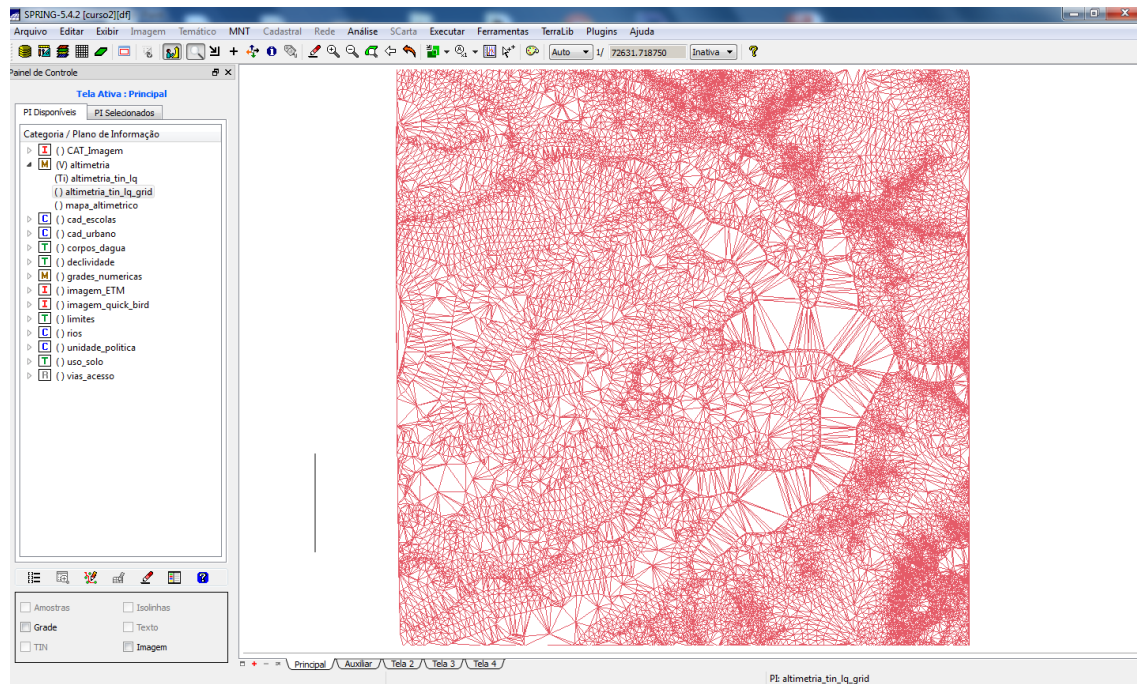 SPRING-5.4.2 [curso2][df]
Arquivo Editar Exibir Imagem Temático MNT Cadastral Rede Análise SCarta Executar Ferramentas TerraLib Plugins Ajuda
Auto 1/ 72631.718750 Inativa
Painel de Controle
Tela Ativa : Principal
PI Disponíveis PI Selecionados
Categoria / Plano de Informação
I () CAT_Imagem
M (V) altimetria
(Ti) altimetria_tin_lq
() altimetria_tin_lq_grid
() mapa_altimetrico
C () cad_escolas
C () cad_urbano
T () corpos_dagua
T () declividade
M () grades_numericas
I () imagem_ETM
I () imagem_quick_bird
T () limites
C () rios
C () unidade_politica
T () uso_solo
R () vias_acesso
Amostras Isolinhas
Grade Texto
TIN Imagem
Principal Auxiliar Tela 2 Tela 3 Tela 4
PI: altimetria_tin_lq_grid